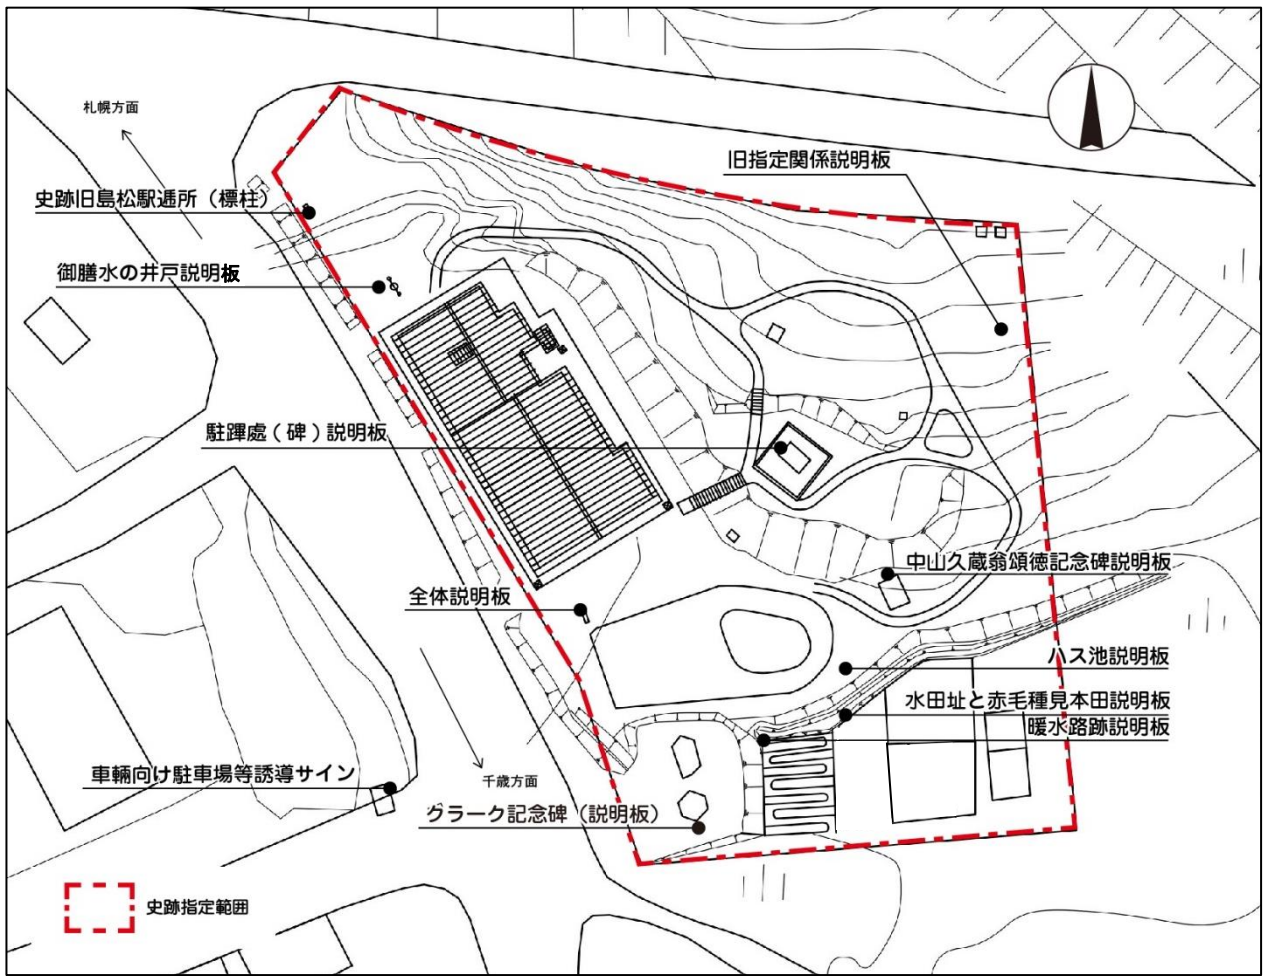 札幌方面
旧指定関係説明板
史跡旧島松駅逓所（標柱）
御膳水の井戸説明板
駐蹕處（碑）説明板
中山久蔵翁頌徳記念碑説明板
全体説明板
ハス池説明板
水田址と赤毛種見本田説明板
暖水路跡説明板
車輌向け駐車場等誘導サイン
千歳方面
グラーク記念碑（説明板）
史跡指定範囲